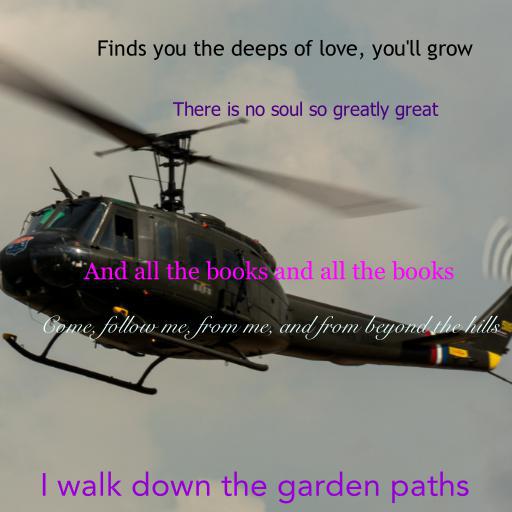 Finds you the deeps of love, you'll grow
There is no soul so greatly great
And all the books and all the books
Come, follow me, from me, and from beyond the hills
I walk down the garden paths